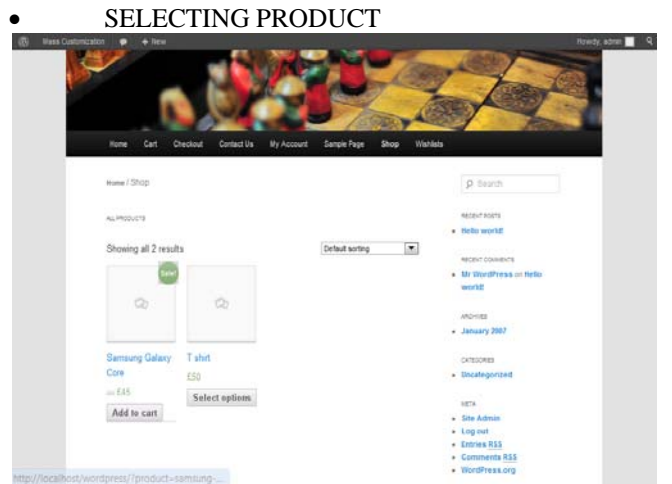 • SELECTING PRODUCT
Mass Customization + New
Howdy, admin
Home Cart Checkout Contact Us My Account Sample Page Shop Wishlists
Home / Shop
ALL PRODUCTS
Showing all 2 results
Default sorting
Sale!
Samsung Galaxy
Core
£45
Add to cart
T shirt
£50
Select options
Search
RECENT POSTS
Hello world!
RECENT COMMENTS
Mr WordPress on Hello
world!
ARCHIVES
January 2007
CATEGORIES
Uncategorized
META
Site Admin
Log out
Entries RSS
Comments RSS
WordPress.org
http://localhost/wordpress/?product=samsung-...